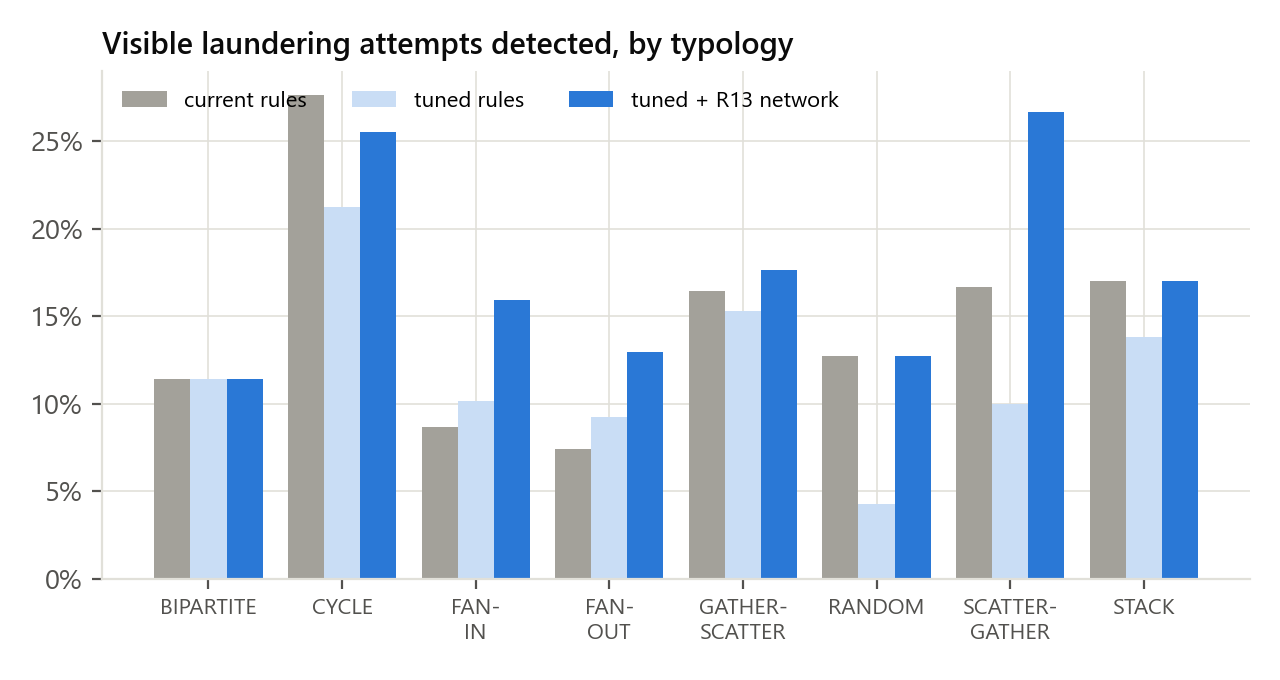 Visible laundering attempts detected, by typology
current rules
tuned rules
tuned + R13 network
25%
20%
15%
10%
5%
0%
BIPARTITE
CYCLE
FAN-
IN
FAN-
OUT
GATHER-
SCATTER
RANDOM
SCATTER-
GATHER
STACK